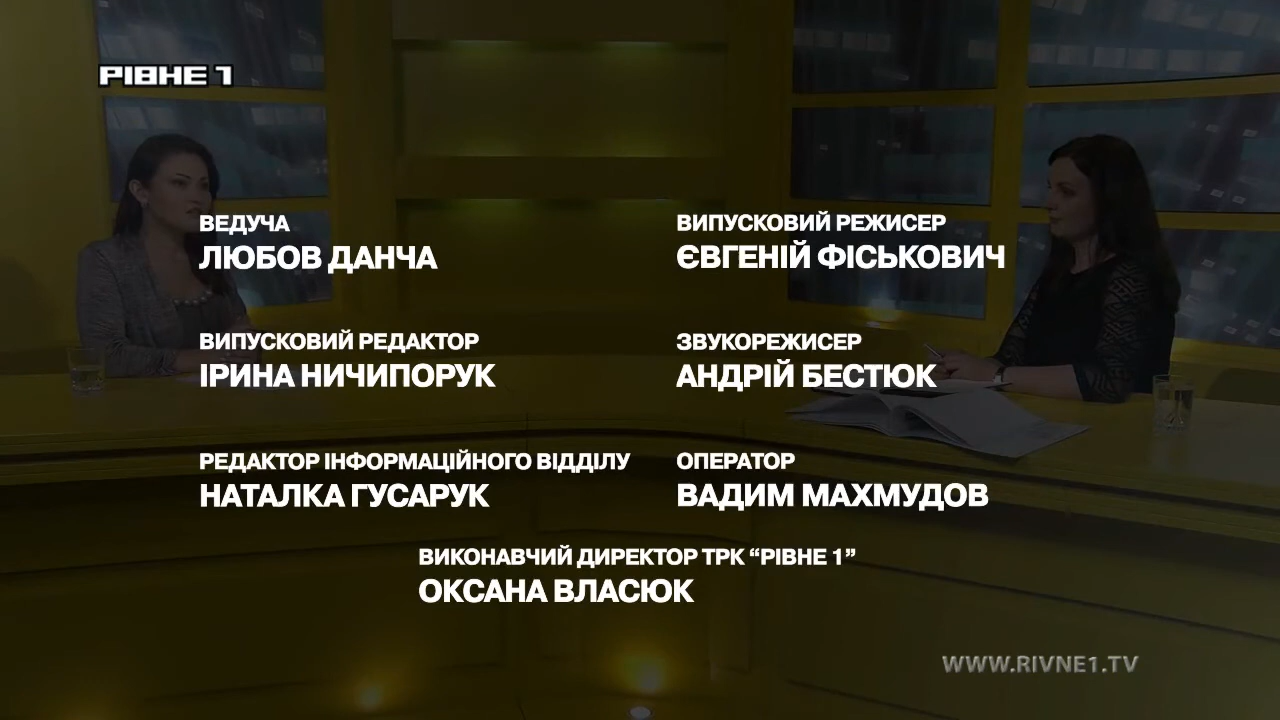 РІВНЕ 1
ВЕДУЧА
ЛЮБОВ ДАНЧА
ВИПУСКОВИЙ РЕЖИСЕР
ЄВГЕНІЙ ФІСЬКОВИЧ
ВИПУСКОВИЙ РЕДАКТОР
ІРИНА НИЧИПОРУК
ЗВУКОРЕЖИСЕР
АНДРІЙ БЕСТЮК
РЕДАКТОР ІНФОРМАЦІЙНОГО ВІДДІЛУ
НАТАЛКА ГУСАРУК
ОПЕРАТОР
ВАДИМ МАХМУДОВ
ВИКОНАВЧИЙ ДИРЕКТОР ТРК “РІВНЕ 1”
ОКСАНА ВЛАСЮК
WWW.RIVNE1.TV